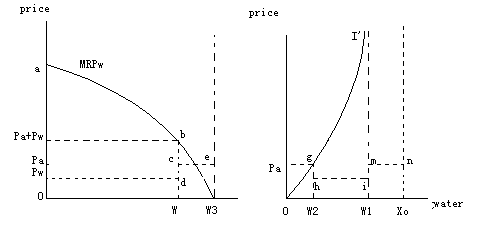 price
a
MRPw
Pa+Pw
b
Pa
c
e
Pw
d
0
W
W3
price
I'
Pa
g
m
n
h
i
0
W2
W1
Xo
water